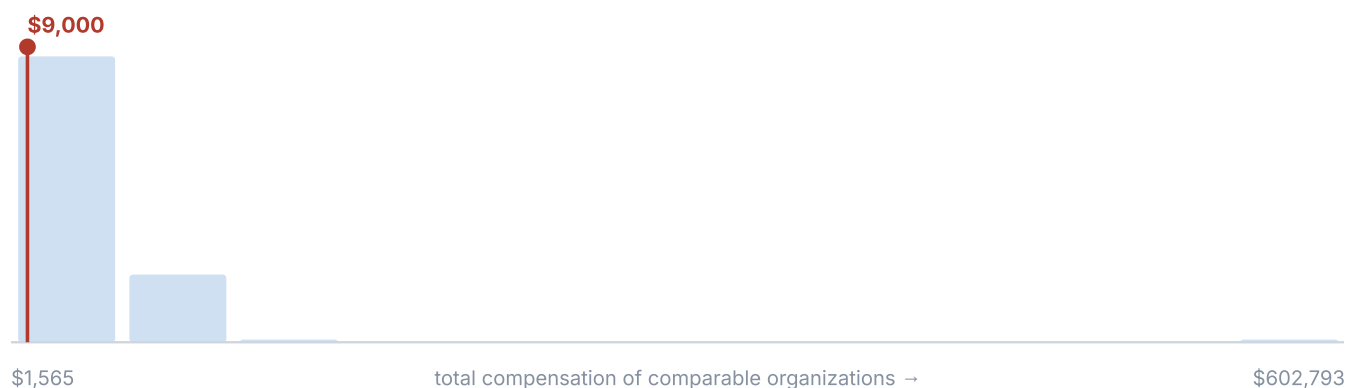 $9,000
$1,565 total compensation of comparable organizations → $602,793